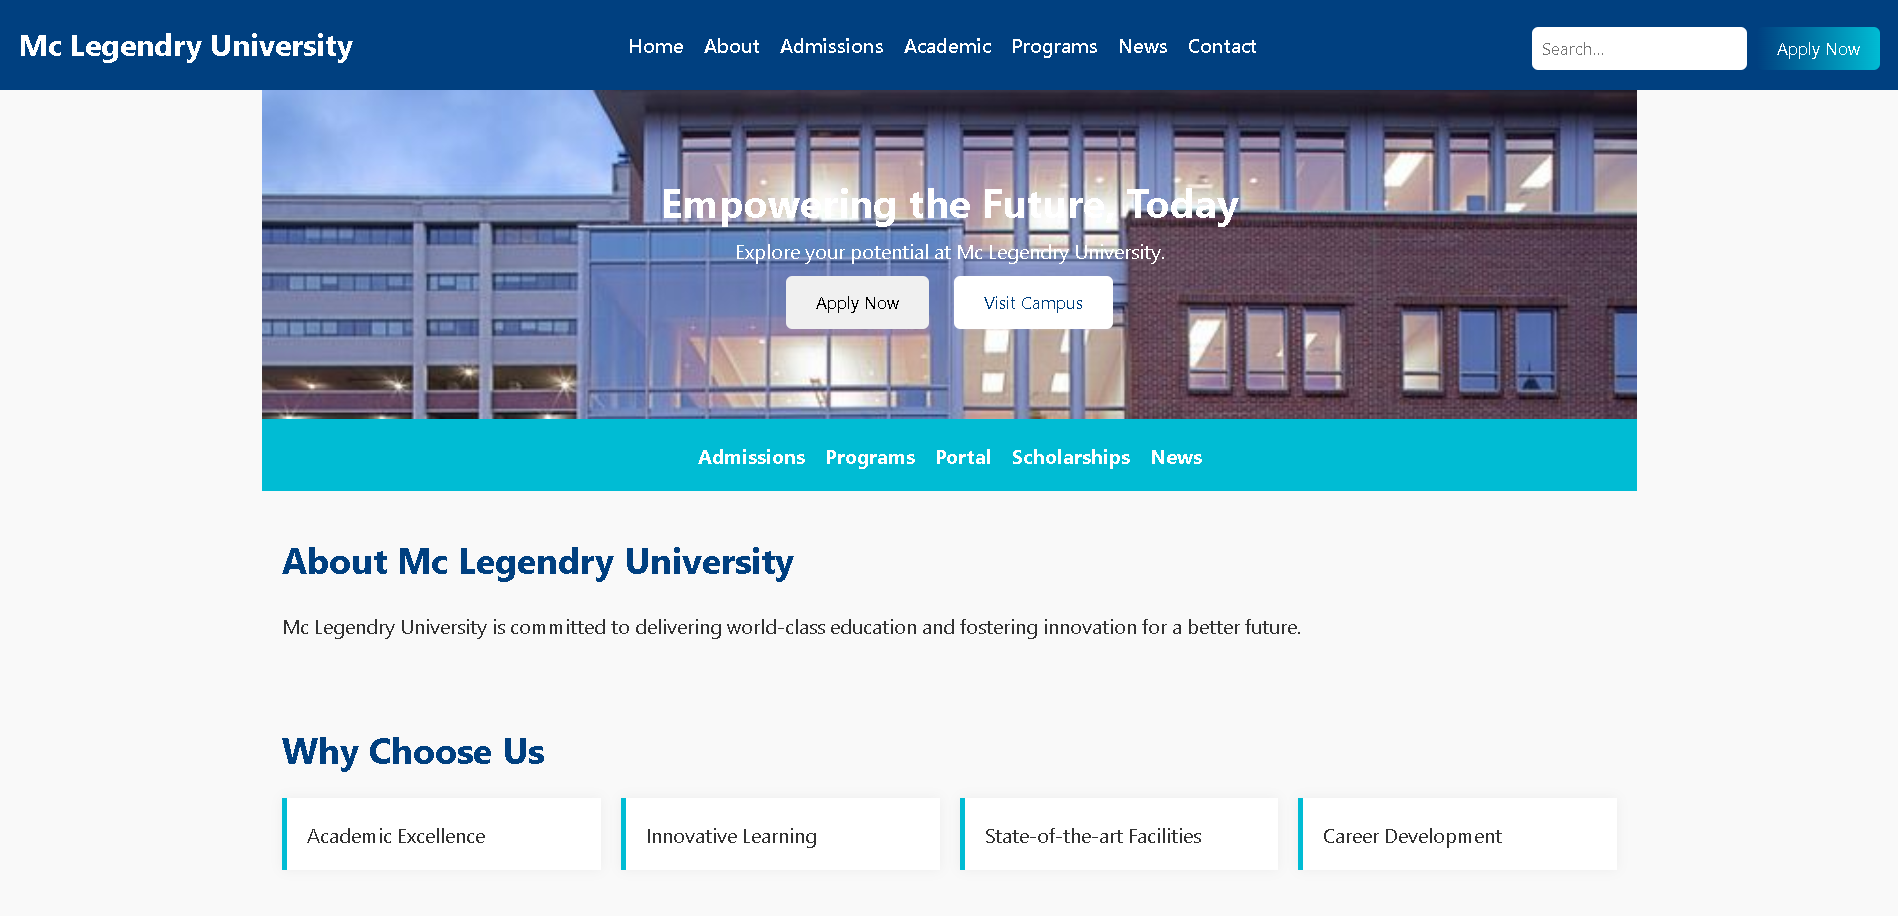 Mc Legendry University
Home About Admissions Academic Programs News Contact
Search...
Apply Now
Empowering the Future, Today
Explore your potential at Mc Legendry University.
Apply Now
Visit Campus
Admissions Programs Portal Scholarships News
About Mc Legendry University
Mc Legendry University is committed to delivering world-class education and fostering innovation for a better future.
Why Choose Us
Academic Excellence
Innovative Learning
State-of-the-art Facilities
Career Development